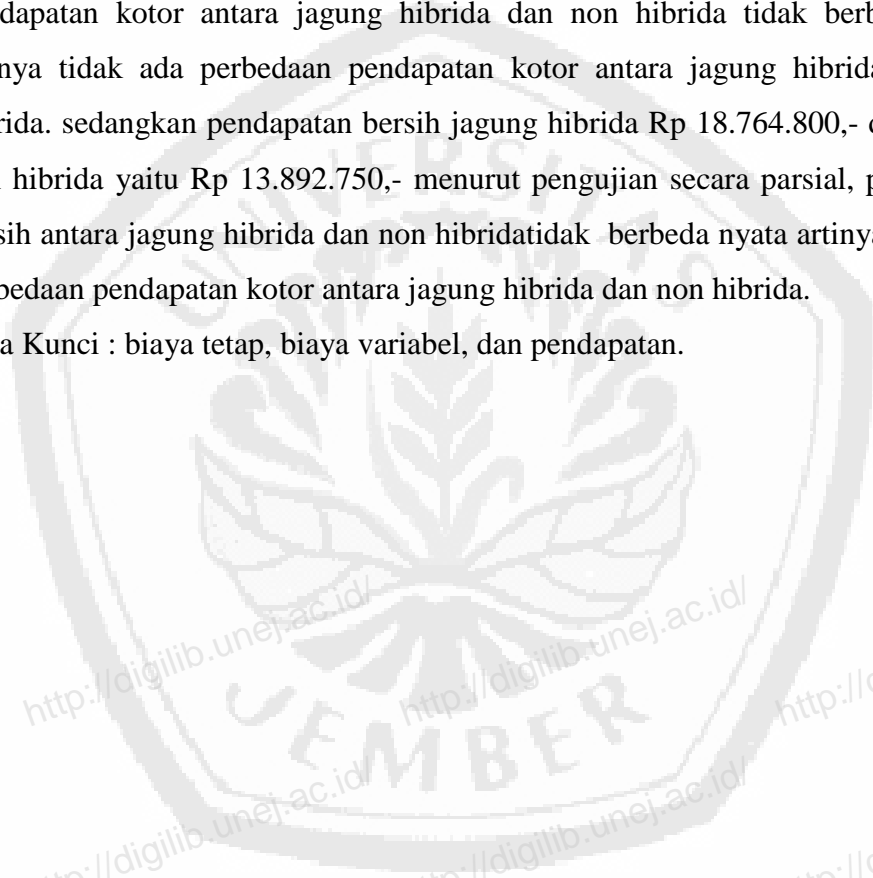 dapatan kotor antara jagung hibrida dan non hibrida tidak berb
nya tidak ada perbedaan pendapatan kotor antara jagung hibrida
rida. sedangkan pendapatan bersih jagung hibrida Rp 18.764.800,- d
hibrida yaitu Rp 13.892.750,- menurut pengujian secara parsial, p
sih antara jagung hibrida dan non hibridatidak berbeda nyata artinya
bedaan pendapatan kotor antara jagung hibrida dan non hibrida.
a Kunci : biaya tetap, biaya variabel, dan pendapatan.
UNIVERSITAS
JEMBER
http://digilib.unej.ac.id/
http://digilib.unej.ac.id/
http://d
http://digilib.unej.ac.id/
http://digilib.unej.ac.id/